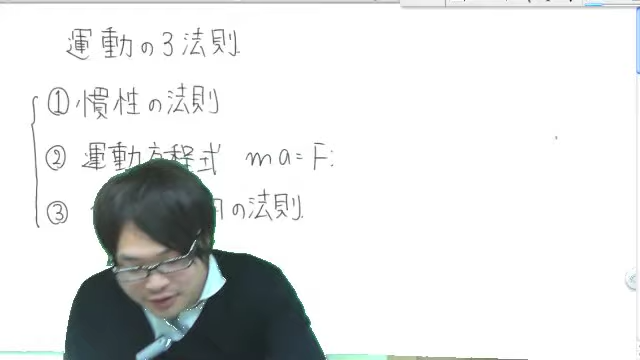 運動の3法則
① 慣性の法則
② 運動方程式 ma=F
③ の法則